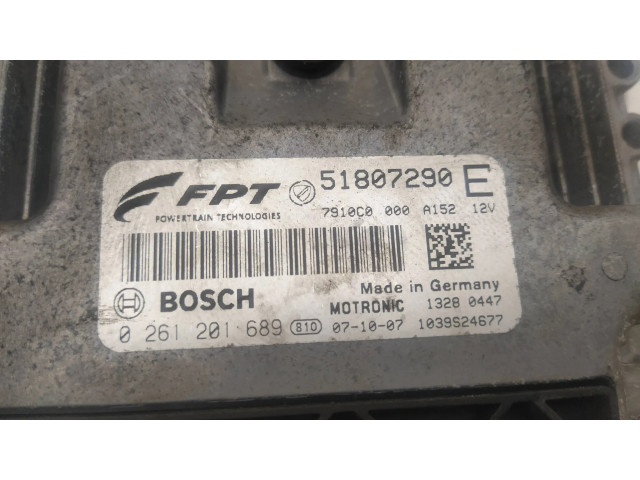 FPT 51807290 E
POWERTRAIN TECHNOLOGIES 7910C0 000 A152 12V
Made in Germany
BOSCH MOTRONIC 1328 0447
0 261 201 689 810 07-10-07 1039S24677